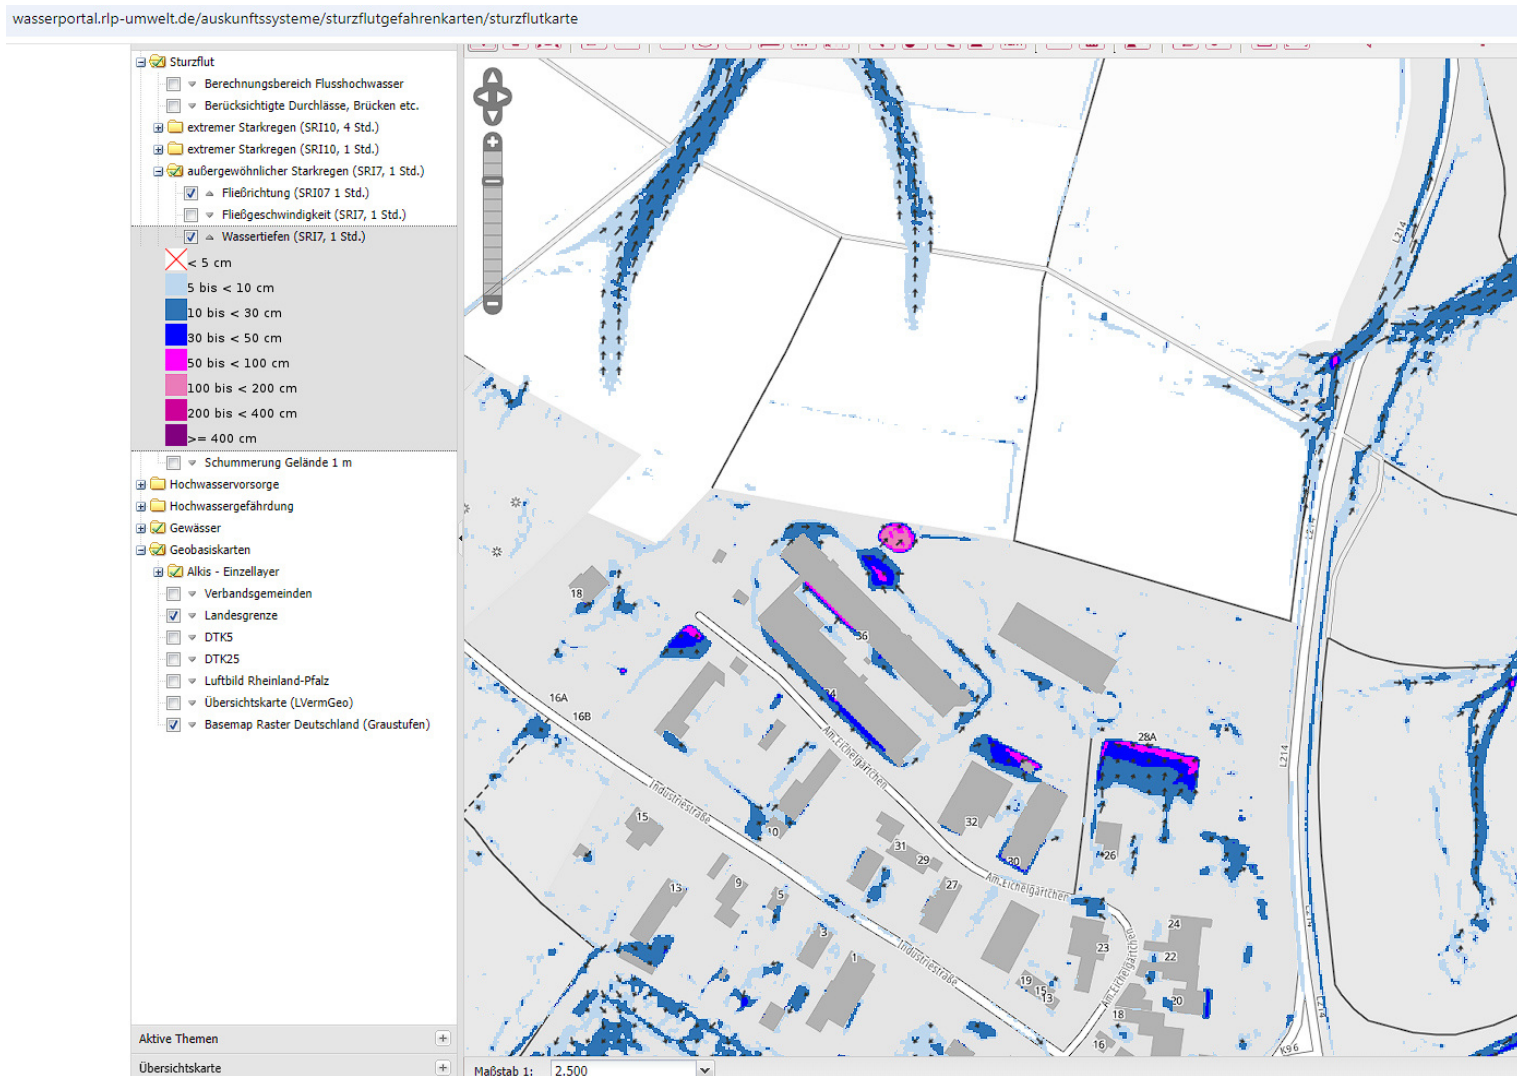 wasserportal.rlp-umwelt.de/auskunftssysteme/sturzflutgefahrenkarten/sturzflutkarte
Sturzflut
Berechnungsbereich Flusshochwasser
Berücksichtigte Durchlässe, Brücken etc.
extremer Starkregen (SRI10, 4 Std.)
extremer Starkregen (SRI10, 1 Std.)
außergewöhnlicher Starkregen (SRI7, 1 Std.)
Fließrichtung (SRI07 1 Std.)
Fließgeschwindigkeit (SRI7, 1 Std.)
Wassertiefen (SRI7, 1 Std.)
< 5 cm
5 bis < 10 cm
10 bis < 30 cm
30 bis < 50 cm
50 bis < 100 cm
100 bis < 200 cm
200 bis < 400 cm
>= 400 cm
Schummerung Gelände 1 m
Hochwasservorsorge
Hochwassergefährdung
Gewässer
Geobasiskarten
Alkis - Einzellayer
Verbandsgemeinden
Landesgrenze
DTK5
DTK25
Luftbild Rheinland-Pfalz
Übersichtskarte (LVermGeo)
Basemap Raster Deutschland (Graustufen)
Aktive Themen
Übersichtskarte
L214
L214
18
36
16A
16B
34
Am Eichelgärtchen
28A
L214
Industriestraße
15
10
32
30
26
31
29
27
Am Eichelgärtchen
13
9
5
3
1
Industriestraße
24
23
22
Am Eichelgärtchen
19
15
13
20
18
16
L214
L214
K96
Maßstab 1:
2.500